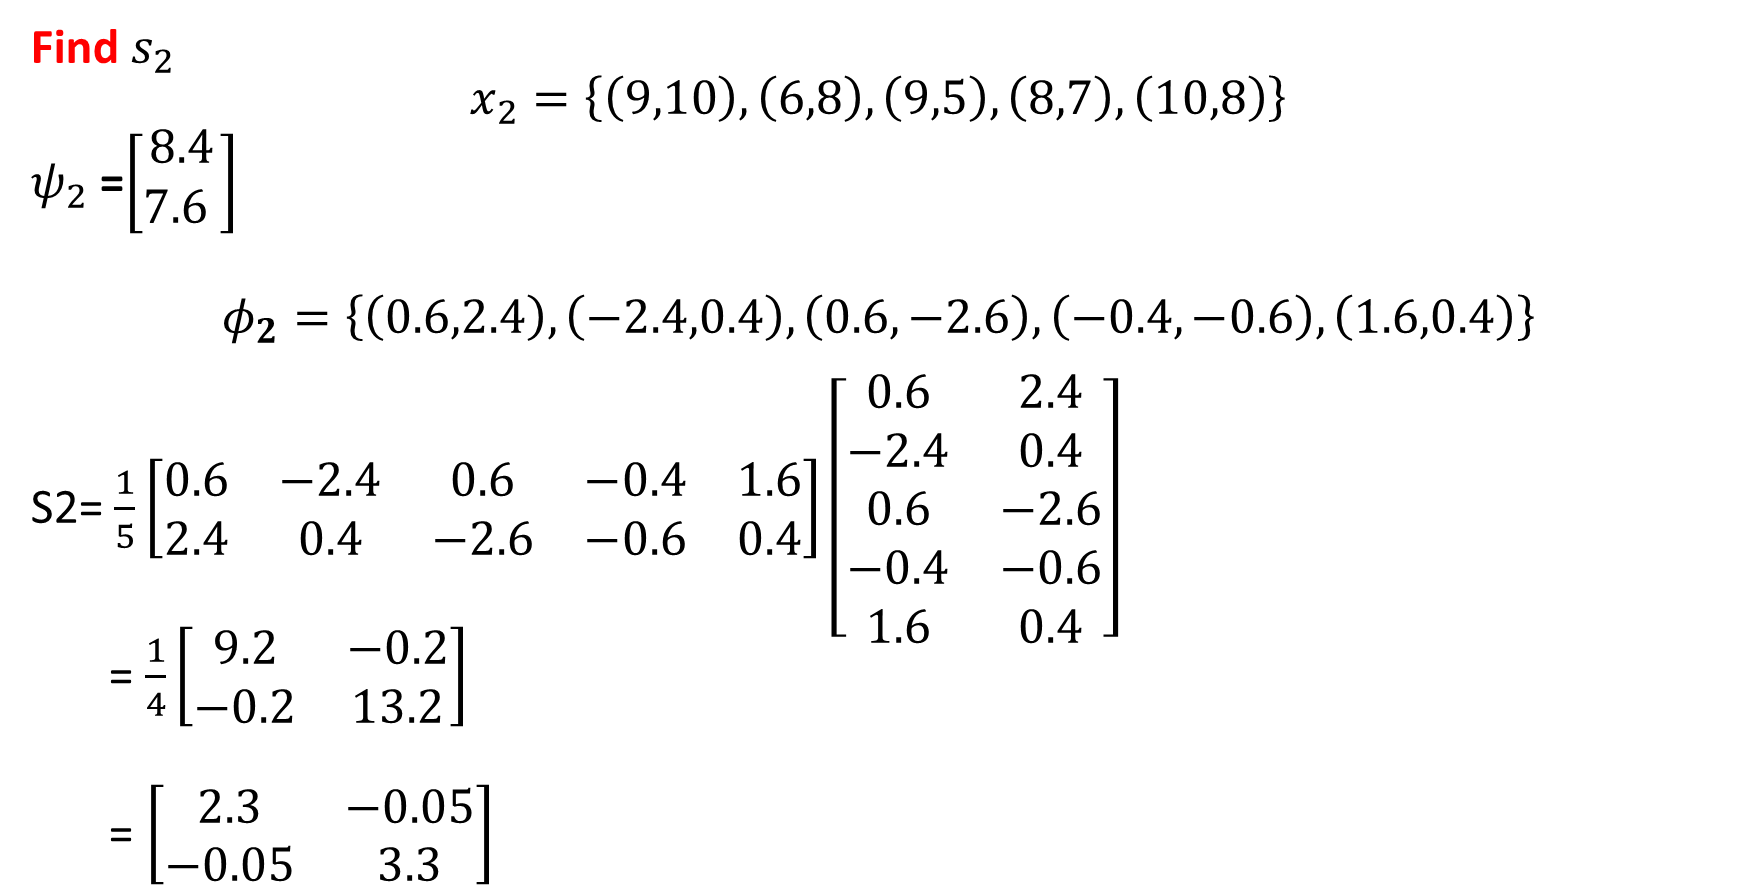 Find s₂
x₂ = {(9,10), (6,8), (9,5), (8,7), (10,8)}
ψ₂ = [8.4
7.6]
ϕ₂ = {(0.6,2.4), (−2.4,0.4), (0.6, −2.6), (−0.4, −0.6), (1.6,0.4)}
S2= 1/5 [0.6 −2.4 0.6 −0.4 1.6
2.4 0.4 −2.6 −0.6 0.4]
[0.6 2.4
−2.4 0.4
0.6 −2.6
−0.4 −0.6
1.6 0.4]
= 1/4 [9.2 −0.2
−0.2 13.2]
= [2.3 −0.05
−0.05 3.3]